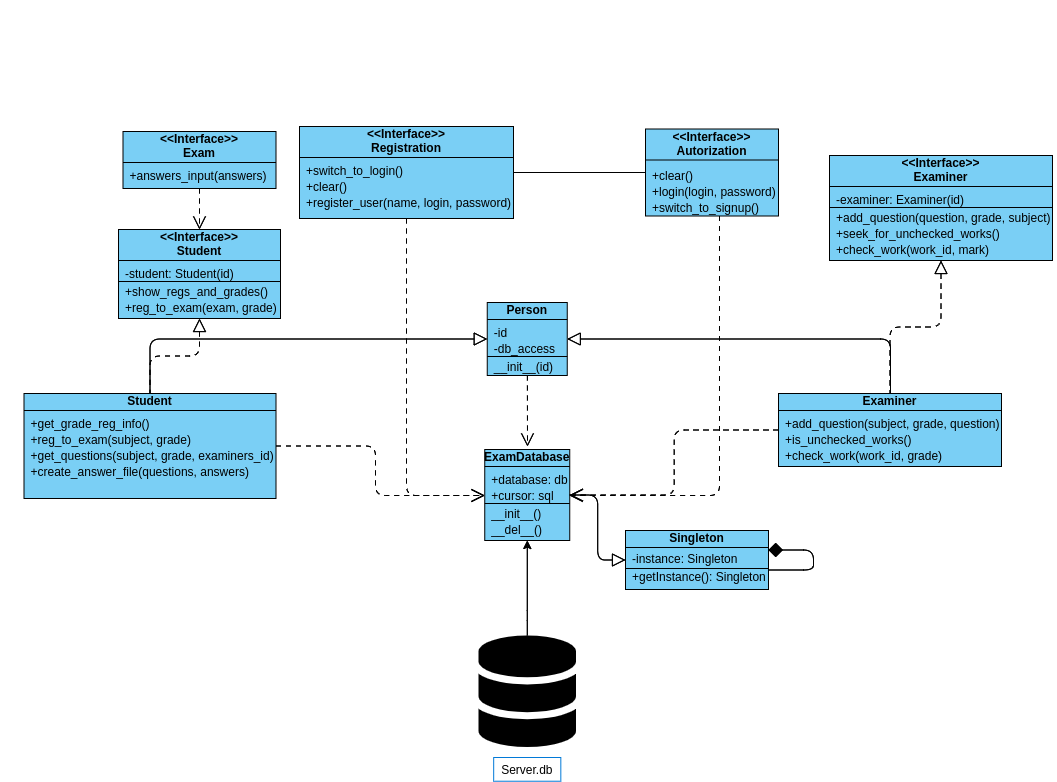 <<Interface>>
Exam
+answers_input(answers)
<<Interface>>
Registration
+switch_to_login()
+clear()
+register_user(name, login, password)
<<Interface>>
Autorization
+clear()
+login(login, password)
+switch_to_signup()
<<Interface>>
Examiner
-examiner: Examiner(id)
+add_question(question, grade, subject)
+seek_for_unchecked_works()
+check_work(work_id, mark)
<<Interface>>
Student
-student: Student(id)
+show_regs_and_grades()
+reg_to_exam(exam, grade)
Person
-id
-db_access
__init__(id)
Student
+get_grade_reg_info()
+reg_to_exam(subject, grade)
+get_questions(subject, grade, examiners_id)
+create_answer_file(questions, answers)
Examiner
+add_question(subject, grade, question)
+is_unchecked_works()
+check_work(work_id, grade)
ExamDatabase
+database: db
+cursor: sql
__init__()
__del__()
Singleton
-instance: Singleton
+getInstance(): Singleton
Server.db